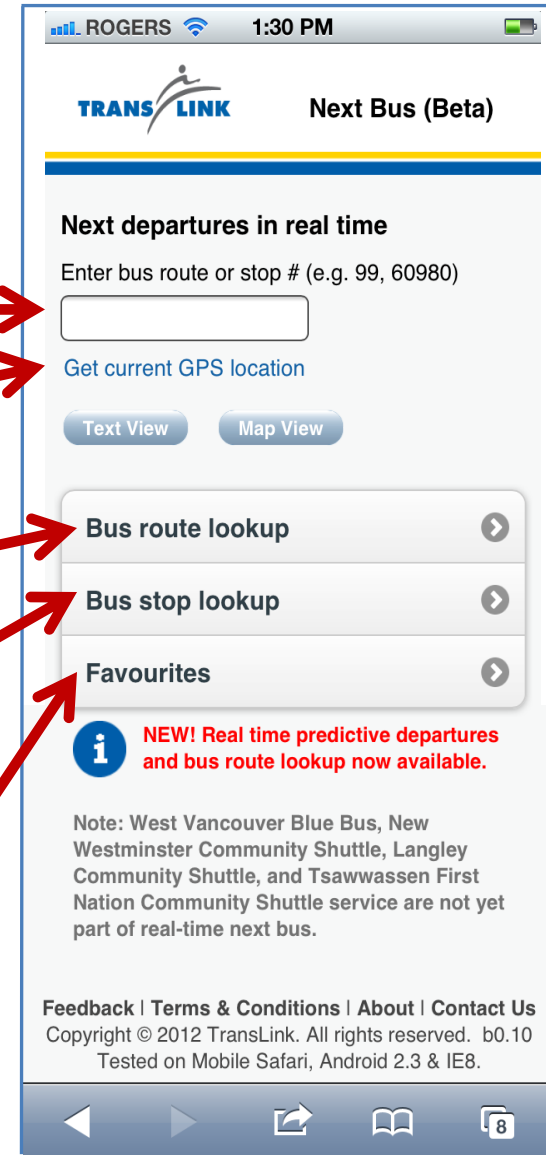 ROGERS 1:30 PM
TRANS LINK Next Bus (Beta)
Next departures in real time
Enter bus route or stop # (e.g. 99, 60980)
Get current GPS location
Text View Map View
Bus route lookup
Bus stop lookup
Favourites
i NEW! Real time predictive departures
and bus route lookup now available.
Note: West Vancouver Blue Bus, New
Westminster Community Shuttle, Langley
Community Shuttle, and Tsawwassen First
Nation Community Shuttle service are not yet
part of real-time next bus.
Feedback | Terms & Conditions | About | Contact Us
Copyright © 2012 TransLink. All rights reserved. b0.10
Tested on Mobile Safari, Android 2.3 & IE8.
8